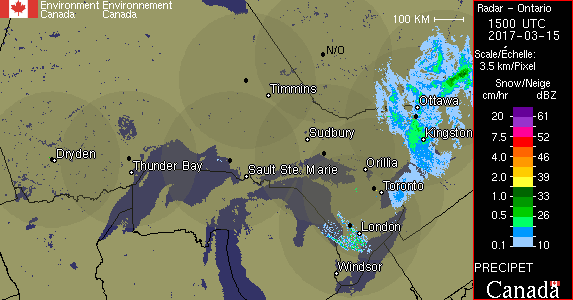 Environment Environnement
Canada Canada
100 KM
N/O
Timmins
Ottawa
Sudbury
Kingston
Dryden
Thunder Bay
Sault Ste. Marie
Orillia
Toronto
London
Windsor
Radar - Ontario
1500 UTC
2017-03-15
Scale/Échelle:
3.5 km/Pixel
Snow/Neige
cm/hr dBZ
20 61
7.5 52
4.0 46
2.0 39
1.0 33
0.5 26
0.1 10
PRECIPET
Canada